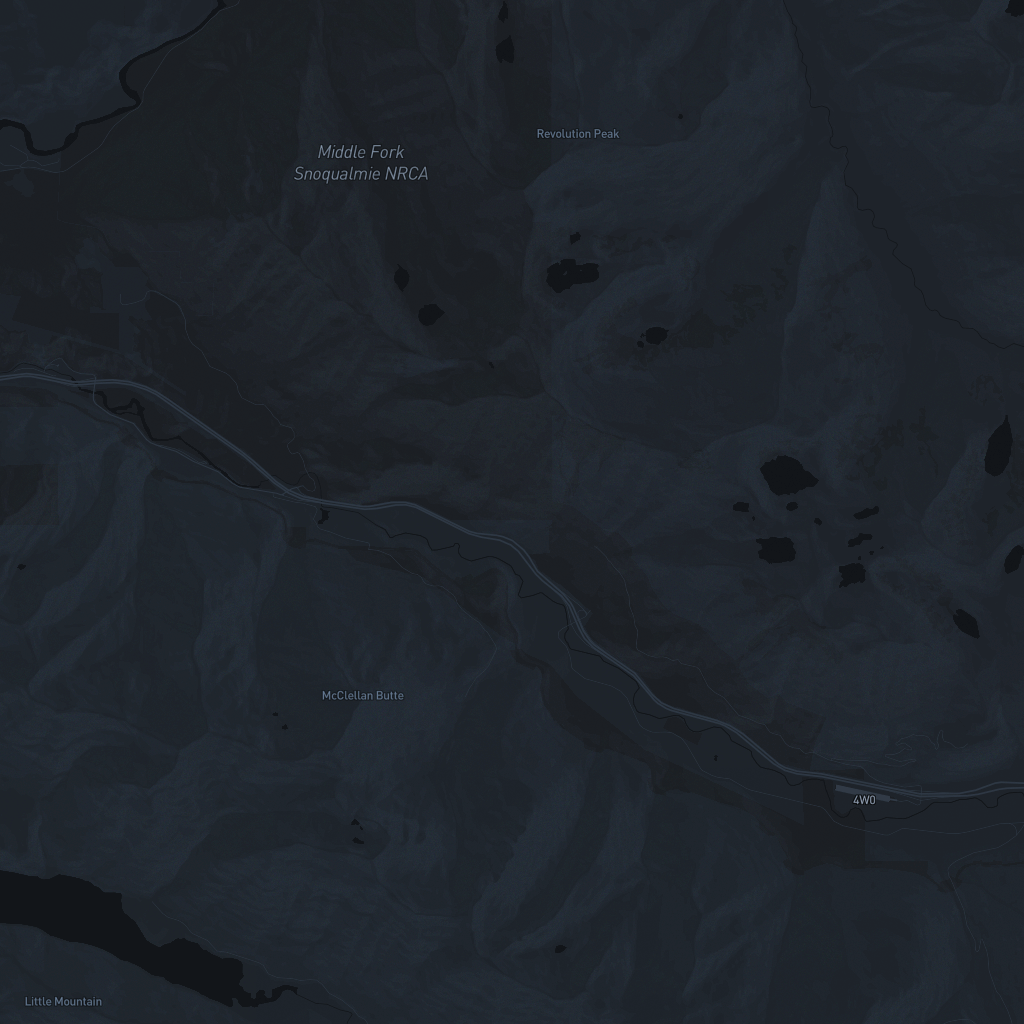 Revolution Peak
Middle Fork
Snoqualmie NRCA
McClellan Butte
4W0
Little Mountain